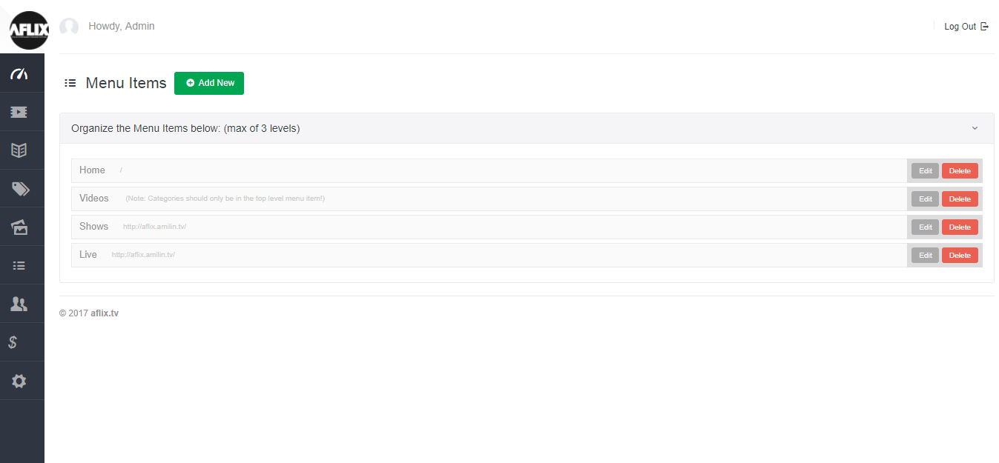 AFLIX
Howdy, Admin
Log Out
Menu Items
Add New
Organize the Menu Items below: (max of 3 levels)
Home /
Edit Delete
Videos (Note: Categories should only be in the top level menu item!)
Edit Delete
Shows http://aflix.amilin.tv/
Edit Delete
Live http://aflix.amilin.tv/
Edit Delete
$
© 2017 aflix.tv